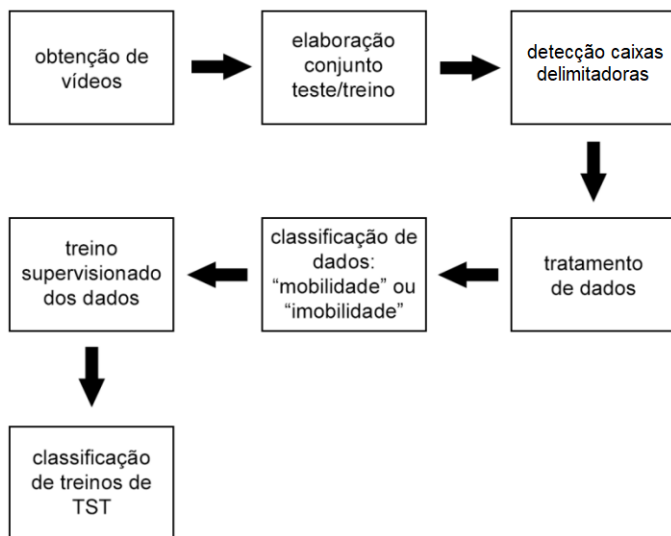 obtenção de
vídeos
elaboração
conjunto
teste/treino
detecção caixas
delimitadoras
tratamento
de dados
classificação de
dados:
“mobilidade” ou
“imobilidade”
treino
supervisionado
dos dados
classificação
de treinos de
TST